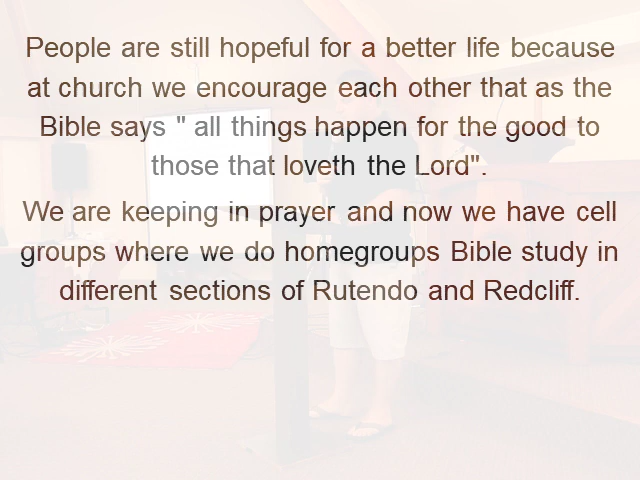 People are still hopeful for a better life because
at church we encourage each other that as the
Bible says " all things happen for the good to
those that loveth the Lord".
We are keeping in prayer and now we have cell
groups where we do homegroups Bible study in
different sections of Rutendo and Redcliff.